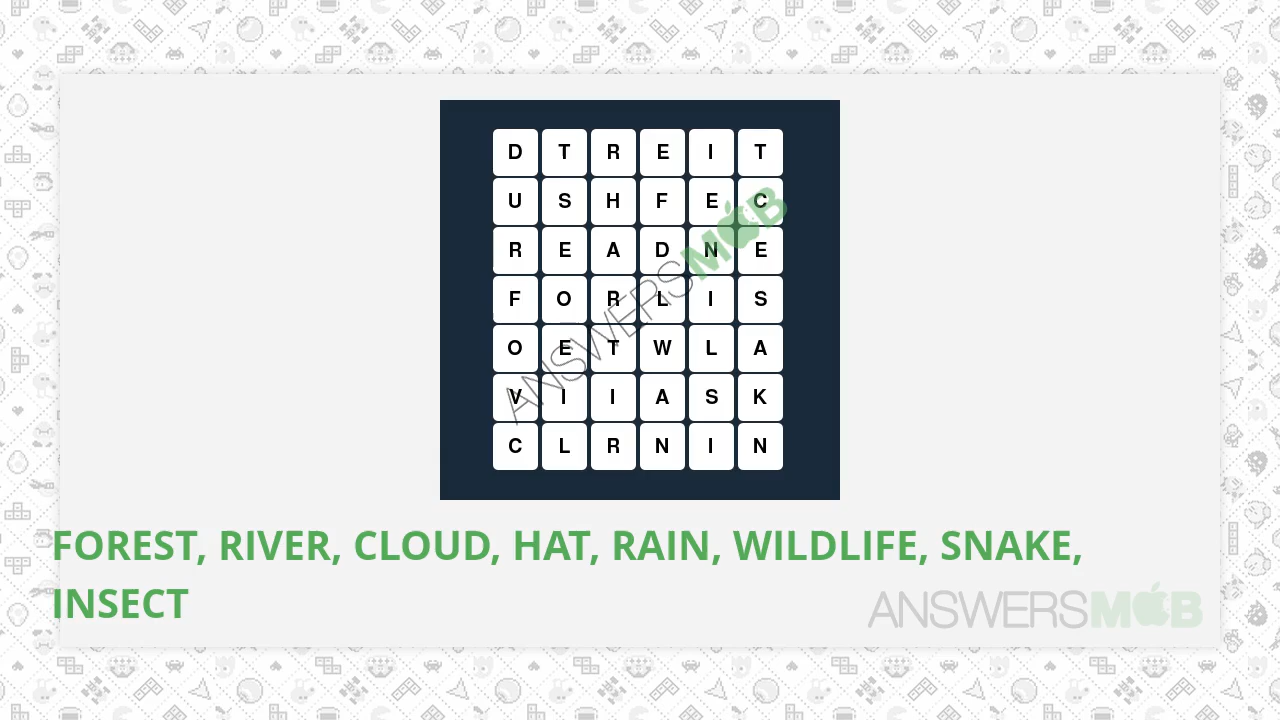 D T R E I T
U S H F E C
R E A D N E
F O R L I S
O E T W L A
V I I A S K
C L R N I N
ANSWERSMOB
FOREST, RIVER, CLOUD, HAT, RAIN, WILDLIFE, SNAKE,
INSECT
ANSWERSMOB